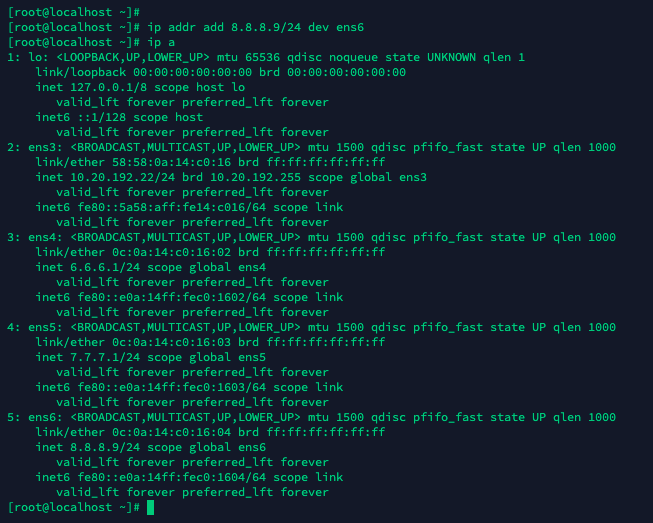 [root@localhost ~]#
[root@localhost ~]# ip addr add 8.8.8.9/24 dev ens6
[root@localhost ~]# ip a
1: lo: <LOOPBACK,UP,LOWER_UP> mtu 65536 qdisc noqueue state UNKNOWN qlen 1
    link/loopback 00:00:00:00:00:00 brd 00:00:00:00:00:00
    inet 127.0.0.1/8 scope host lo
       valid_lft forever preferred_lft forever
    inet6 ::1/128 scope host
       valid_lft forever preferred_lft forever
2: ens3: <BROADCAST,MULTICAST,UP,LOWER_UP> mtu 1500 qdisc pfifo_fast state UP qlen 1000
    link/ether 58:58:0a:14:c0:16 brd ff:ff:ff:ff:ff:ff
    inet 10.20.192.22/24 brd 10.20.192.255 scope global ens3
       valid_lft forever preferred_lft forever
    inet6 fe80::5a58:aff:fe14:c016/64 scope link
       valid_lft forever preferred_lft forever
3: ens4: <BROADCAST,MULTICAST,UP,LOWER_UP> mtu 1500 qdisc pfifo_fast state UP qlen 1000
    link/ether 0c:0a:14:c0:16:02 brd ff:ff:ff:ff:ff:ff
    inet 6.6.6.1/24 scope global ens4
       valid_lft forever preferred_lft forever
    inet6 fe80::e0a:14ff:fec0:1602/64 scope link
       valid_lft forever preferred_lft forever
4: ens5: <BROADCAST,MULTICAST,UP,LOWER_UP> mtu 1500 qdisc pfifo_fast state UP qlen 1000
    link/ether 0c:0a:14:c0:16:03 brd ff:ff:ff:ff:ff:ff
    inet 7.7.7.1/24 scope global ens5
       valid_lft forever preferred_lft forever
    inet6 fe80::e0a:14ff:fec0:1603/64 scope link
       valid_lft forever preferred_lft forever
5: ens6: <BROADCAST,MULTICAST,UP,LOWER_UP> mtu 1500 qdisc pfifo_fast state UP qlen 1000
    link/ether 0c:0a:14:c0:16:04 brd ff:ff:ff:ff:ff:ff
    inet 8.8.8.9/24 scope global ens6
       valid_lft forever preferred_lft forever
    inet6 fe80::e0a:14ff:fec0:1604/64 scope link
       valid_lft forever preferred_lft forever
[root@localhost ~]#